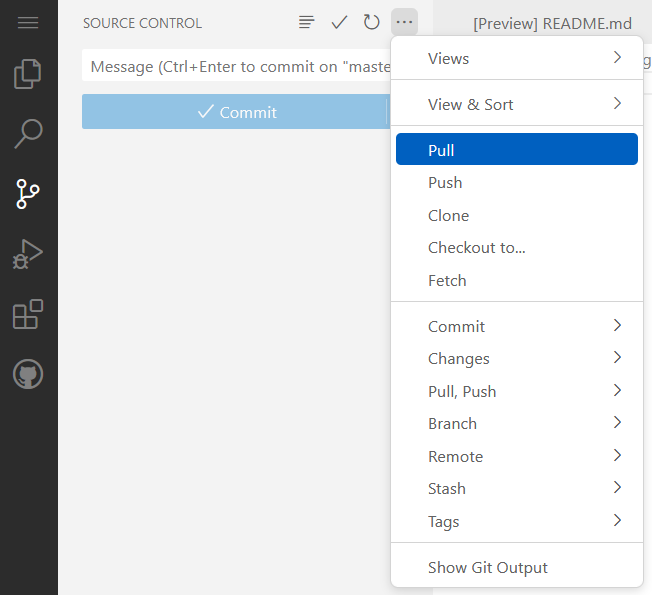 SOURCE CONTROL
[Preview] README.md
Message (Ctrl+Enter to commit on "maste
g
Commit
Views
View & Sort
Pull
Push
Clone
Checkout to...
Fetch
Commit
Changes
Pull, Push
Branch
Remote
Stash
Tags
Show Git Output